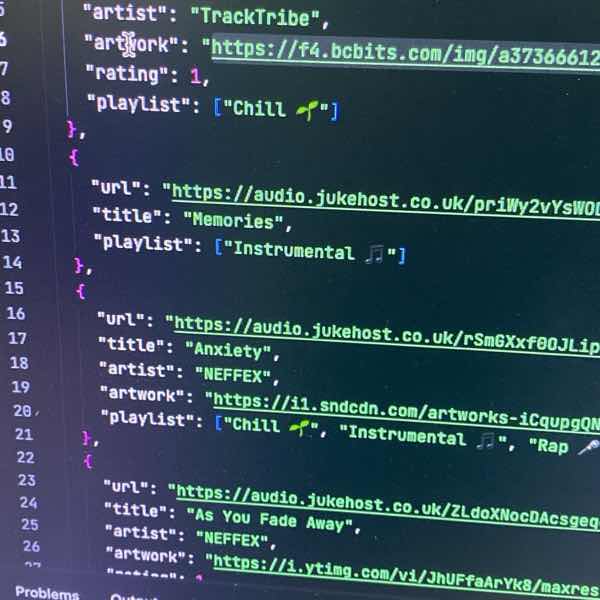 5 "artist": "TrackTribe",
6 "artwork": "https://f4.bcbits.com/img/a37366612
7 "rating": 1,
8 "playlist": ["Chill 🌱"]
9 },
10 {
11 "url": "https://audio.jukehost.co.uk/priWy2vYsWOD
12 "title": "Memories",
13 "playlist": ["Instrumental 🎵"]
14 },
15 {
16 "url": "https://audio.jukehost.co.uk/rSmGXxf0OJLip
17 "title": "Anxiety",
18 "artist": "NEFFEX",
19 "artwork": "https://i1.sndcdn.com/artworks-iCqupgQN
20 "playlist": ["Chill 🌱", "Instrumental 🎵", "Rap 🎤
21 },
22 {
23 "url": "https://audio.jukehost.co.uk/ZLdoXNocDAcsgeq
24 "title": "As You Fade Away",
25 "artist": "NEFFEX",
26 "artwork": "https://i.ytimg.com/vi/JhUFfaArYk8/maxres
Problems